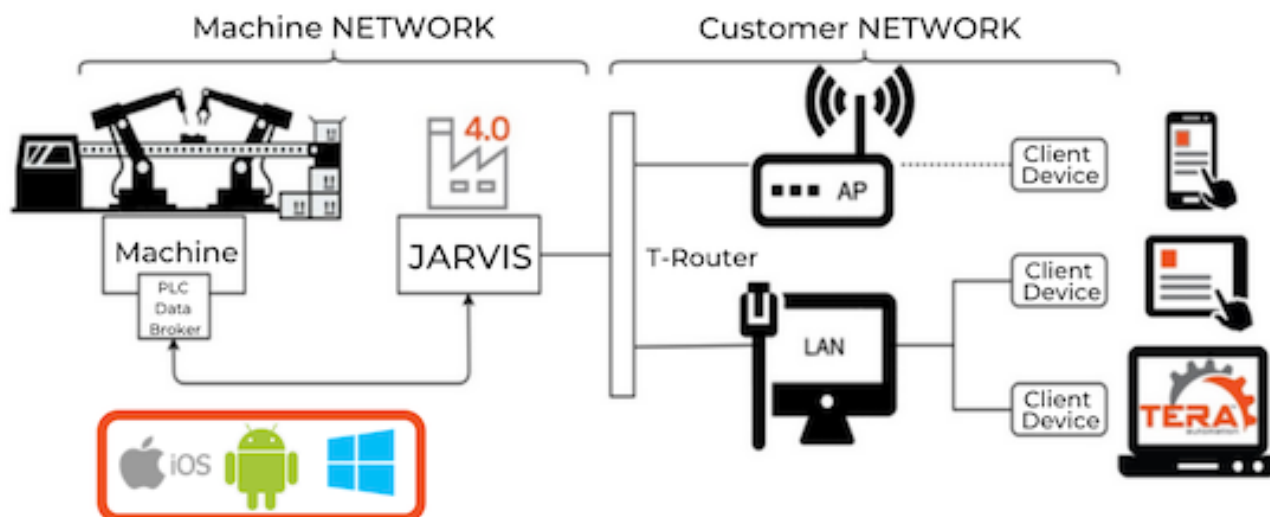 Machine NETWORK
Customer NETWORK
4.0
Machine
PLC
Data
Broker
JARVIS
T-Router
AP
LAN
Client
Device
Client
Device
Client
Device
TERA
automation
iOS